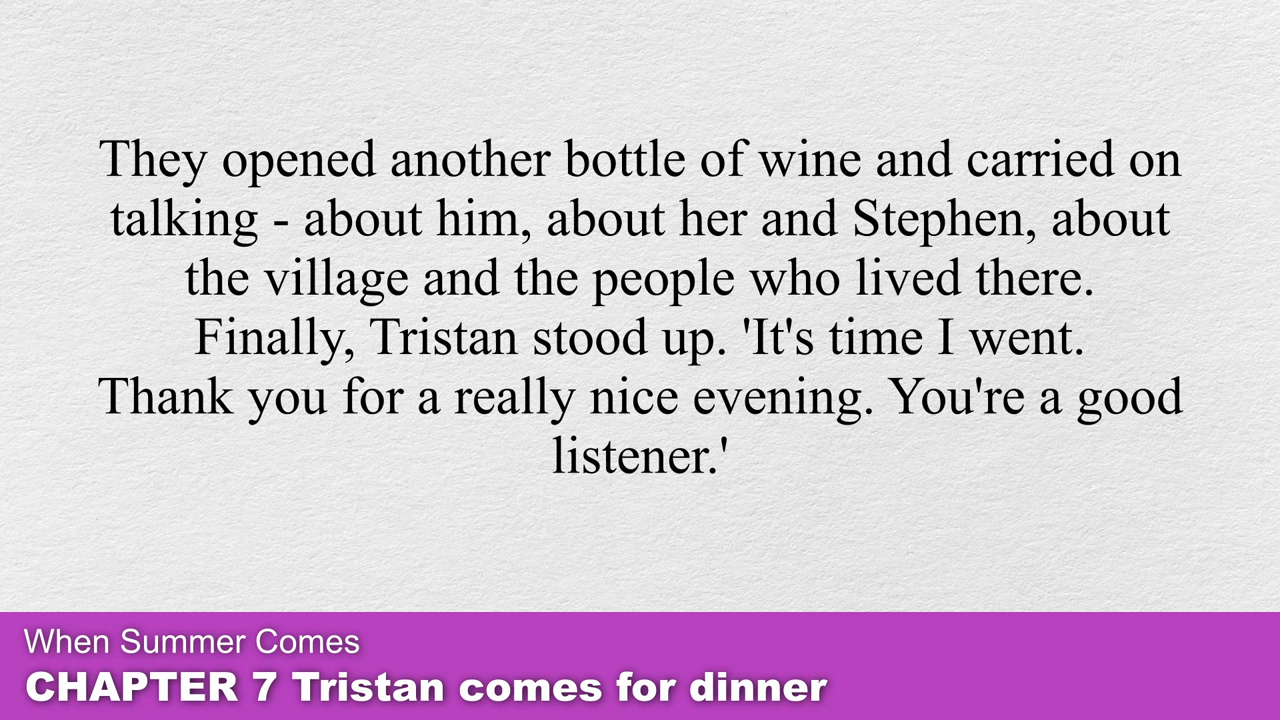 They opened another bottle of wine and carried on
talking - about him, about her and Stephen, about
the village and the people who lived there.
Finally, Tristan stood up. 'It's time I went.
Thank you for a really nice evening. You're a good
listener.'
When Summer Comes
CHAPTER 7 Tristan comes for dinner